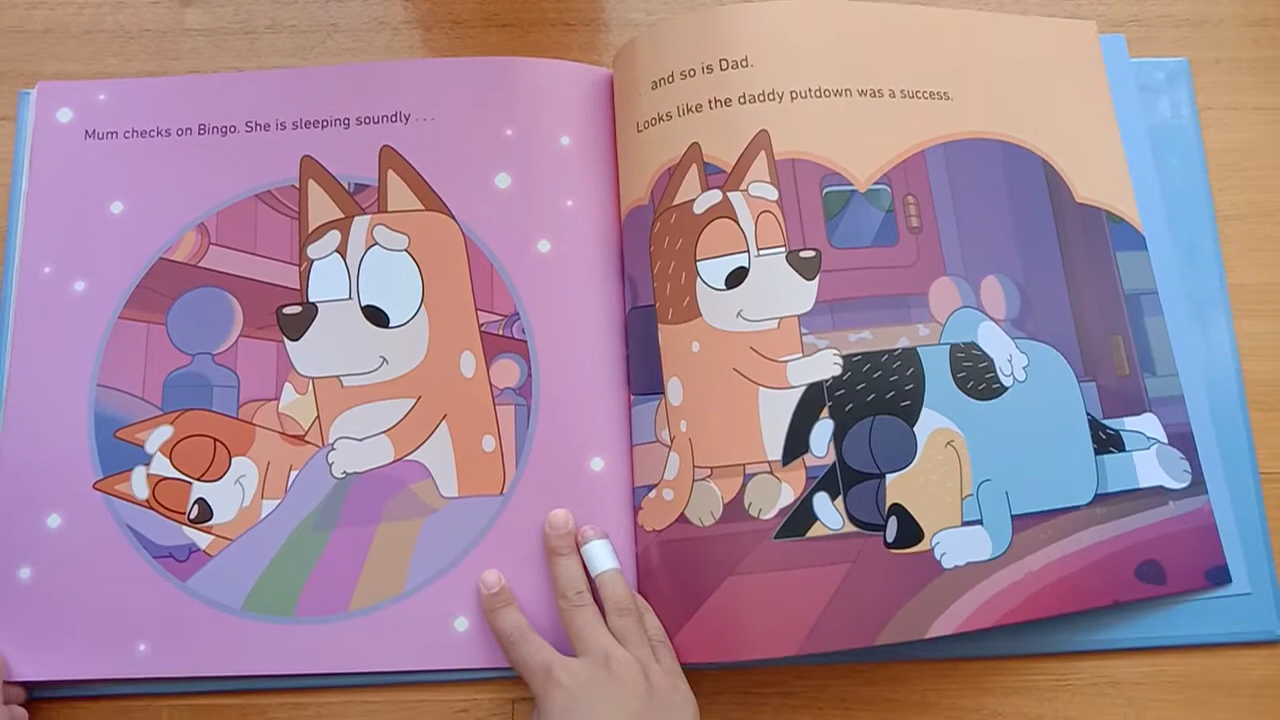 Mum checks on Bingo. She is sleeping soundly . . .
and so is Dad.
Looks like the daddy putdown was a success.